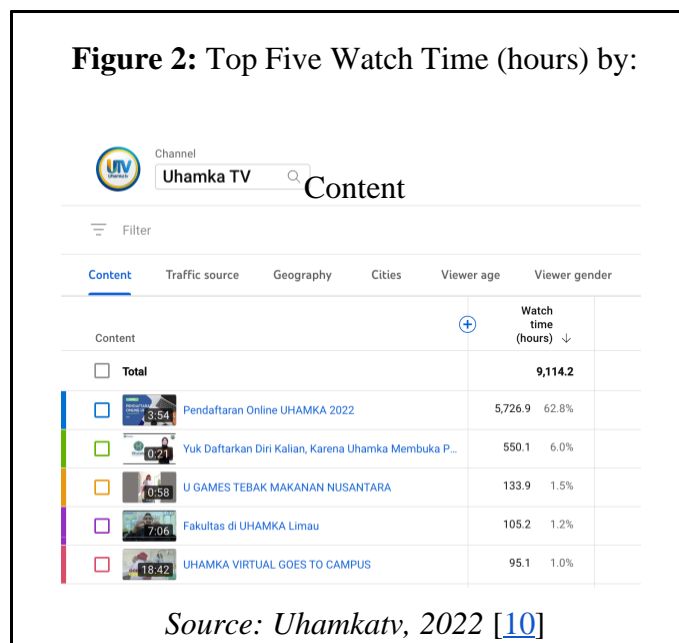 Figure 2: Top Five Watch Time (hours) by:
Channel
Uhamka TV
Content
UTV
Uhamkatv
Filter
Content Traffic source Geography Cities Viewer age Viewer gender
Content
Watch
time
(hours)
Total 9,114.2
3:54 Pendaftaran Online UHAMKA 2022 5,726.9 62.8%
0:21 Yuk Daftarkan Diri Kalian, Karena Uhamka Membuka P... 550.1 6.0%
0:58 U GAMES TEBAK MAKANAN NUSANTARA 133.9 1.5%
7:06 Fakultas di UHAMKA Limau 105.2 1.2%
18:42 UHAMKA VIRTUAL GOES TO CAMPUS 95.1 1.0%
Source: Uhamkatv, 2022 [10]